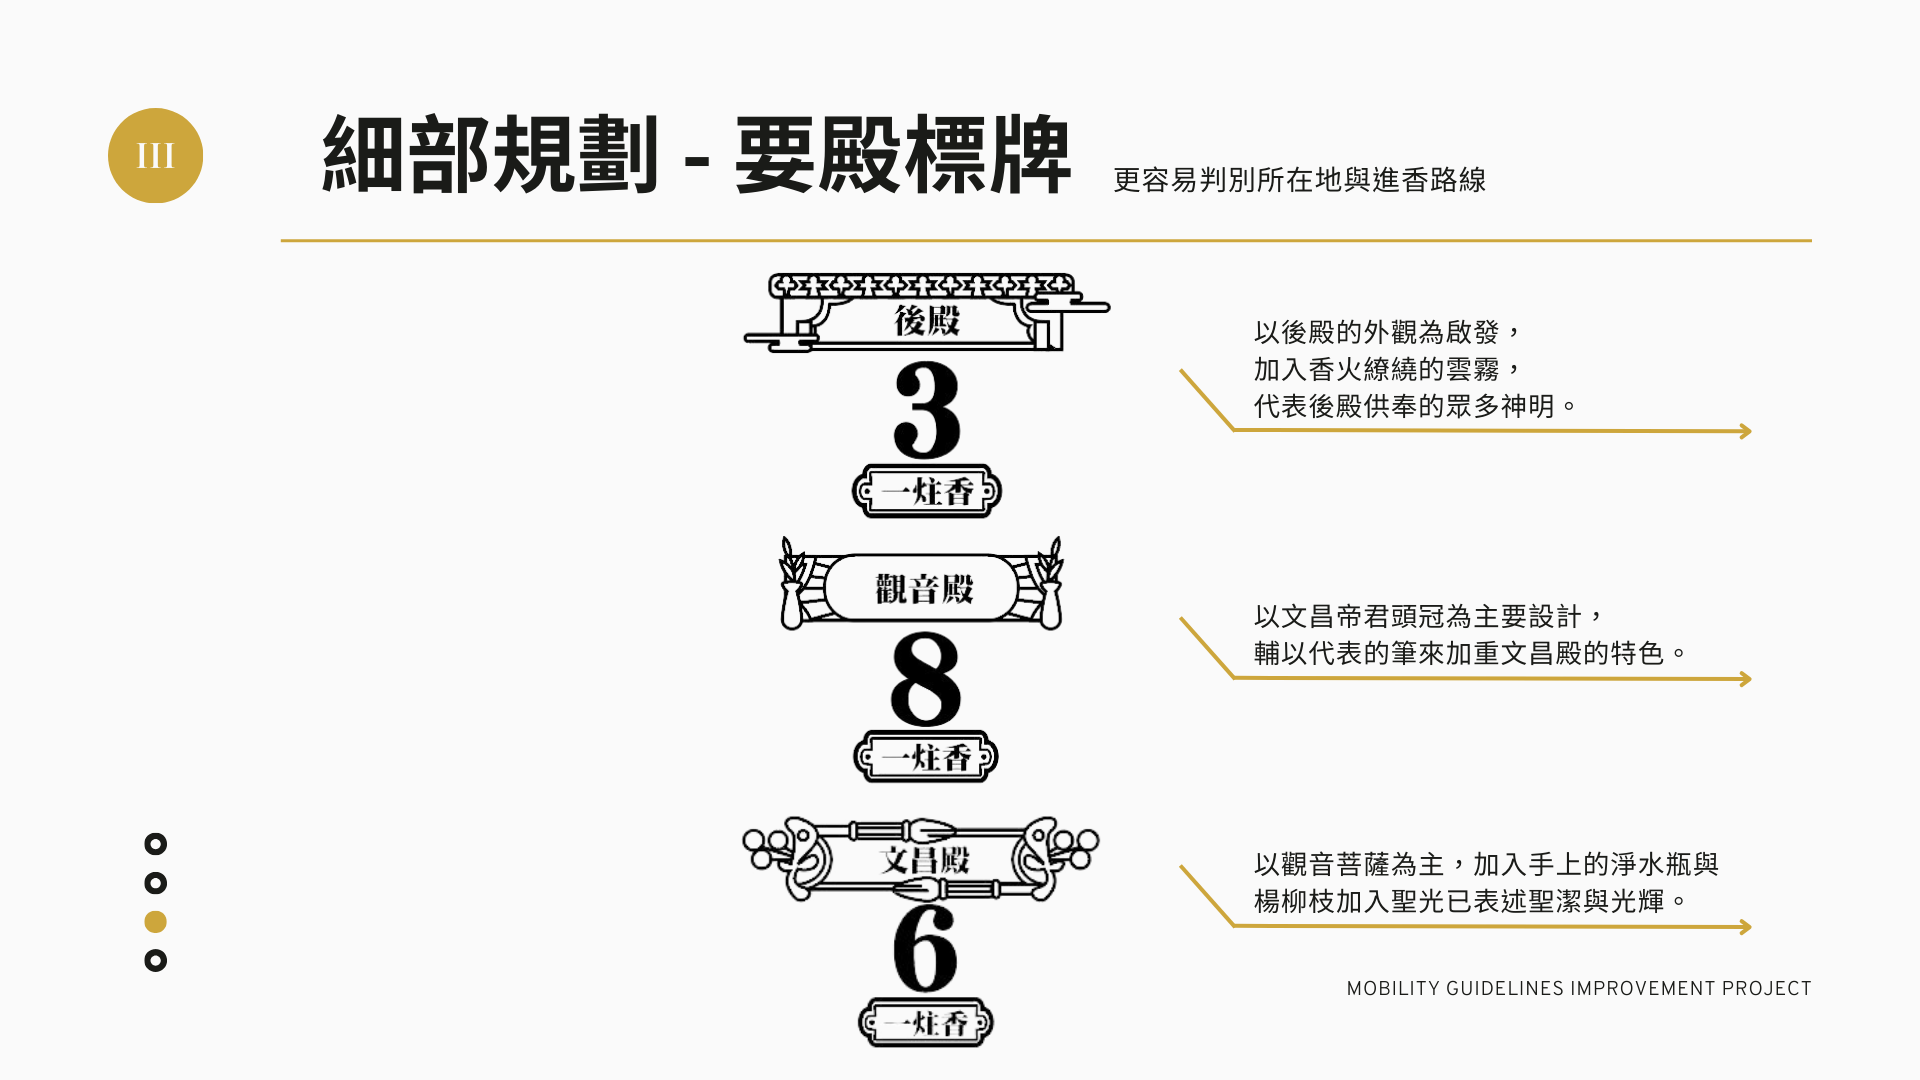 III
細部規劃 - 要殿標牌
更容易判別所在地與進香路線
後殿
3
一炷香
以後殿的外觀為啟發，
加入香火繚繞的雲霧，
代表後殿供奉的眾多神明。
觀音殿
8
一炷香
以文昌帝君頭冠為主要設計，
輔以代表的筆來加重文昌殿的特色。
文昌殿
6
一炷香
以觀音菩薩為主，加入手上的淨水瓶與
楊柳枝加入聖光已表述聖潔與光輝。
MOBILITY GUIDELINES IMPROVEMENT PROJECT